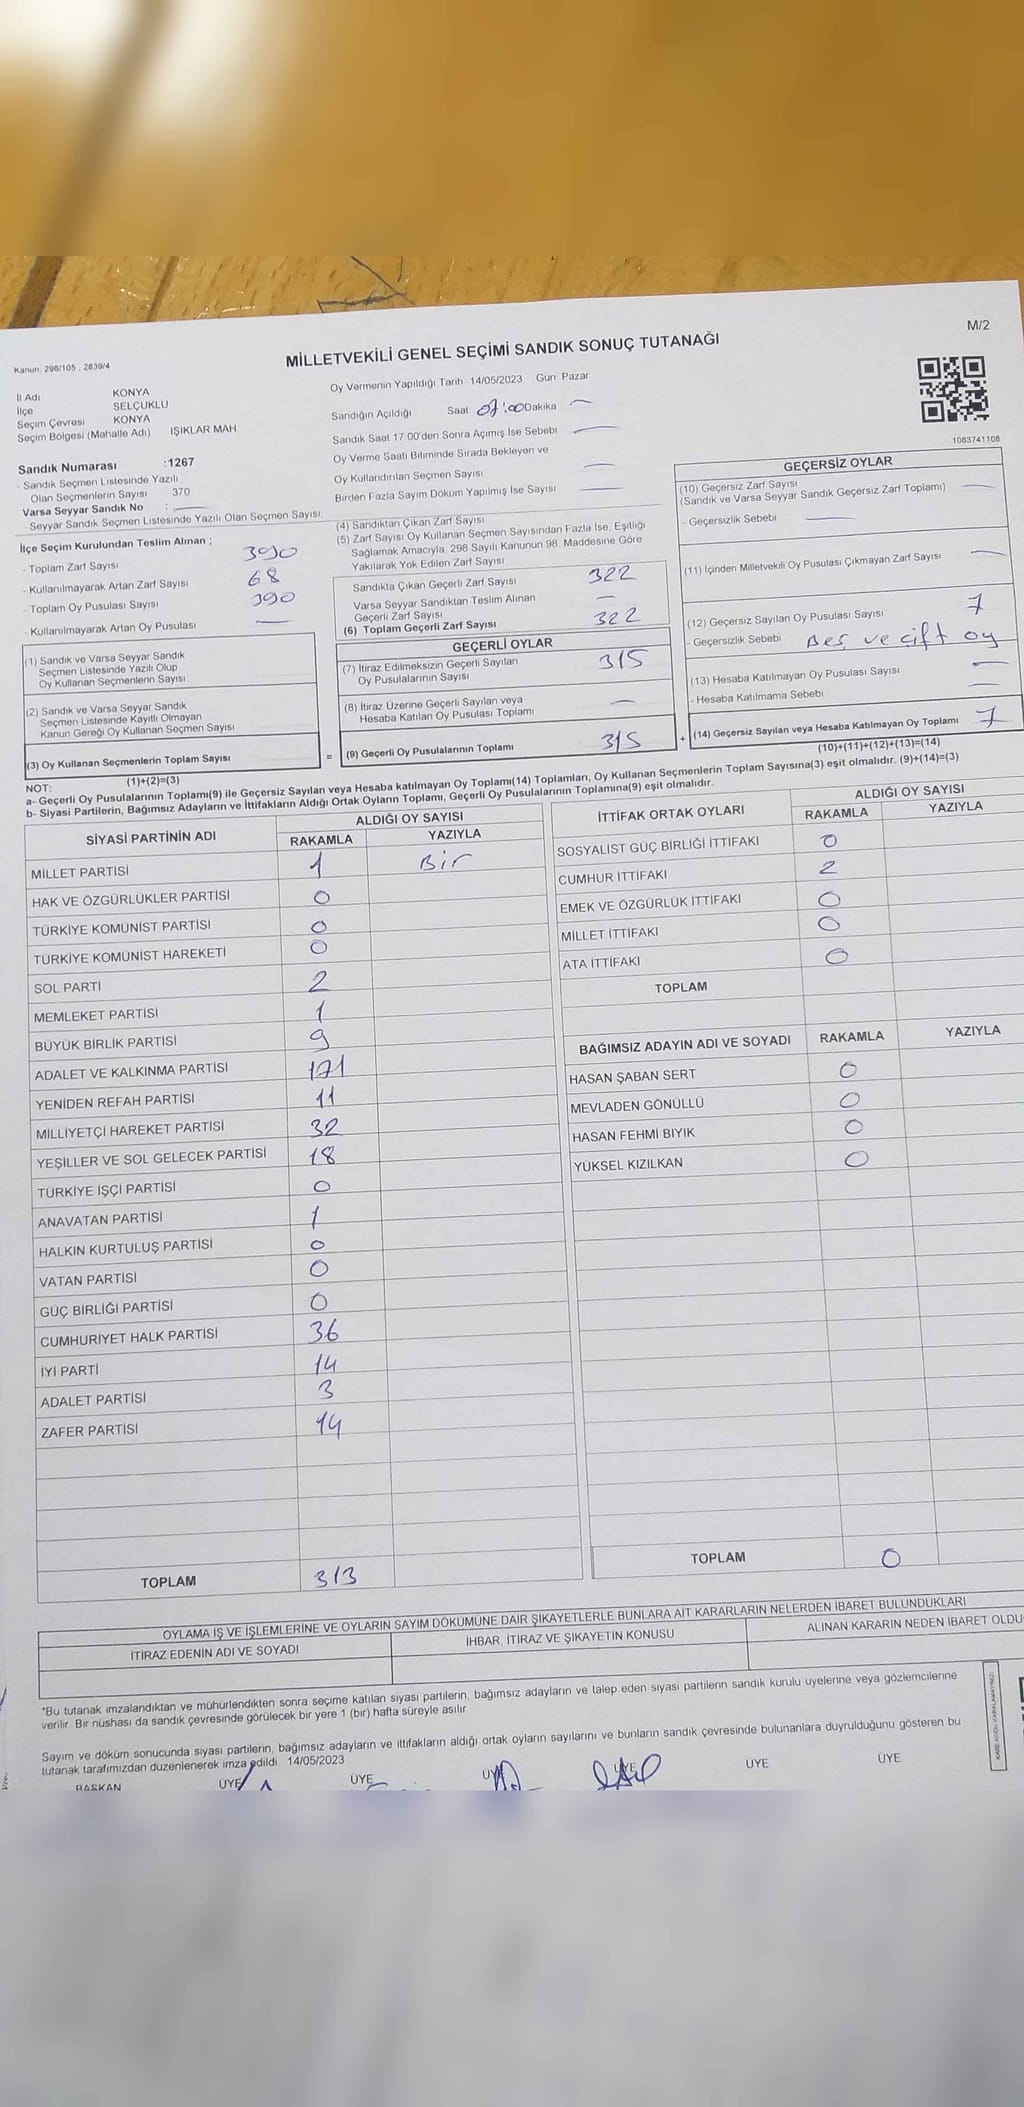 M/2
Kanun, 298/105 , 2839/4
MİLLETVEKİLİ GENEL SEÇİMİ SANDIK SONUÇ TUTANAĞI
İl Adı KONYA
İlçe SELÇUKLU
Seçim Çevresi KONYA
Seçim Bölgesi (Mahalle Adı) IŞIKLAR MAH
Sandık Numarası :1267
- Sandık Seçmen Listesinde Yazılı
Olan Seçmenlerin Sayısı 370
Varsa Seyyar Sandık No : —
- Seyyar Sandık Seçmen Listesinde Yazılı Olan Seçmen Sayısı
İlçe Seçim Kurulundan Teslim Alınan ;
- Toplam Zarf Sayısı 390
- Kullanılmayarak Artan Zarf Sayısı 68
- Toplam Oy Pusulası Sayısı 390
- Kullanılmayarak Artan Oy Pusulası —
(1) Sandık ve Varsa Seyyar Sandık
Seçmen Listesinde Yazılı Olup
Oy Kullanan Seçmenlerin Sayısı
(2) Sandık ve Varsa Seyyar Sandık
Seçmen Listesinde Kayıtlı Olmayan
Kanun Gereği Oy Kullanan Seçmen Sayısı
(3) Oy Kullanan Seçmenlerin Toplam Sayısı
(1)+(2)=(3)
Oy Vermenin Yapıldığı Tarih 14/05/2023 Gün Pazar
Sandığın Açıldığı Saat 07:00 Dakika —
Sandık Saat 17 00'den Sonra Açımış İse Sebebi —
Oy Verme Saati Bitiminde Sırada Bekleyen ve
Oy Kullandırılan Seçmen Sayısı —
Birden Fazla Sayım Döküm Yapılmış İse Sayısı —
(4) Sandıktan Çıkan Zarf Sayısı
(5) Zarf Sayısı Oy Kullanan Seçmen Sayısından Fazla İse, Eşitliği
Sağlamak Amacıyla, 298 Sayılı Kanunun 98. Maddesine Göre
Yakılarak Yok Edilen Zarf Sayısı
Sandıkta Çıkan Geçerli Zarf Sayısı 322
Varsa Seyyar Sandıktan Teslim Alınan
Geçerli Zarf Sayısı —
(6) Toplam Geçerli Zarf Sayısı 322
GEÇERLİ OYLAR
(7) İtiraz Edilmeksizin Geçerli Sayılan
Oy Pusulalarının Sayısı 315
(8) İtiraz Üzerine Geçerli Sayılan veya
Hesaba Katılan Oy Pusulası Toplamı —
= (9) Geçerli Oy Pusulalarının Toplamı 315
1083741108
GEÇERSİZ OYLAR
(10) Geçersiz Zarf Sayısı
(Sandık ve Varsa Seyyar Sandık Geçersiz Zarf Toplamı) —
- Geçersizlik Sebebi —
(11) İçinden Milletvekili Oy Pusulası Çıkmayan Zarf Sayısı —
(12) Geçersiz Sayılan Oy Pusulası Sayısı 7
- Geçersizlik Sebebi Beş ve çift oy
(13) Hesaba Katılmayan Oy Pusulası Sayısı —
- Hesaba Katılmama Sebebi —
+ (14) Geçersiz Sayılan veya Hesaba Katılmayan Oy Toplamı 7
(10)+(11)+(12)+(13)=(14)
NOT:
a- Geçerli Oy Pusulalarının Toplamı(9) ile Geçersiz Sayılan veya Hesaba katılmayan Oy Toplamı(14) Toplamları, Oy Kullanan Seçmenlerin Toplam Sayısına(3) eşit olmalıdır. (9)+(14)=(3)
b- Siyasi Partilerin, Bağımsız Adayların ve İttifakların Aldığı Ortak Oyların Toplamı, Geçerli Oy Pusulalarının Toplamına(9) eşit olmalıdır.
SİYASİ PARTİNİN ADI ALDIĞI OY SAYISI
RAKAMLA YAZIYLA
MİLLET PARTİSİ 1 Bir
HAK VE ÖZGÜRLÜKLER PARTİSİ 0
TÜRKİYE KOMÜNİST PARTİSİ 0
TÜRKİYE KOMÜNİST HAREKETİ 0
SOL PARTİ 2
MEMLEKET PARTİSİ 1
BÜYÜK BİRLİK PARTİSİ 9
ADALET VE KALKINMA PARTİSİ 171
YENİDEN REFAH PARTİSİ 11
MİLLİYETÇİ HAREKET PARTİSİ 32
YEŞİLLER VE SOL GELECEK PARTİSİ 18
TÜRKİYE İŞÇİ PARTİSİ 0
ANAVATAN PARTİSİ 1
HALKIN KURTULUŞ PARTİSİ 0
VATAN PARTİSİ 0
GÜÇ BİRLİĞİ PARTİSİ 0
CUMHURİYET HALK PARTİSİ 36
İYİ PARTİ 14
ADALET PARTİSİ 3
ZAFER PARTİSİ 14
TOPLAM 313
İTTİFAK ORTAK OYLARI ALDIĞI OY SAYISI
RAKAMLA YAZIYLA
SOSYALİST GÜÇ BİRLİĞİ İTTİFAKI 0
CUMHUR İTTİFAKI 2
EMEK VE ÖZGÜRLÜK İTTİFAKI 0
MİLLET İTTİFAKI 0
ATA İTTİFAKI 0
TOPLAM
BAĞIMSIZ ADAYIN ADI VE SOYADI RAKAMLA YAZIYLA
HASAN ŞABAN SERT 0
MEVLADEN GÖNÜLLÜ 0
HASAN FEHMİ BIYIK 0
YÜKSEL KIZILKAN 0
TOPLAM 0
OYLAMA İŞ VE İŞLEMLERİNE VE OYLARIN SAYIM DÖKÜMÜNE DAİR ŞİKAYETLERLE BUNLARA AİT KARARLARIN NELERDEN İBARET BULUNDUKLARI
İTİRAZ EDENİN ADI VE SOYADI İHBAR, İTİRAZ VE ŞİKAYETİN KONUSU ALINAN KARARIN NEDEN İBARET OLDU
*Bu tutanak imzalandıktan ve mühürlendikten sonra seçime katılan siyasi partilerin, bağımsız adayların ve talep eden siyasi partilerin sandık kurulu üyelerine veya gözlemcilerine
verilir. Bir nüshası da sandık çevresinde görülecek bir yere 1 (bir) hafta süreyle asılır
Sayım ve döküm sonucunda siyasi partilerin, bağımsız adayların ve ittifakların aldığı ortak oyların sayılarını ve bunların sandık çevresinde bulunanlara duyrulduğunu gösteren bu
tutanak tarafımızdan düzenlenerek imza edildi. 14/05/2023
BAŞKAN ÜYE ÜYE ÜYE ÜYE ÜYE ÜYE
KARE KODU KARALAMAYINIZ